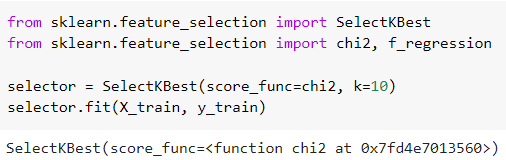 from sklearn.feature_selection import SelectKBest
from sklearn.feature_selection import chi2, f_regression
selector = SelectKBest(score_func=chi2, k=10)
selector.fit(X_train, y_train)
SelectKBest(score_func=<function chi2 at 0x7fd4e7013560>)